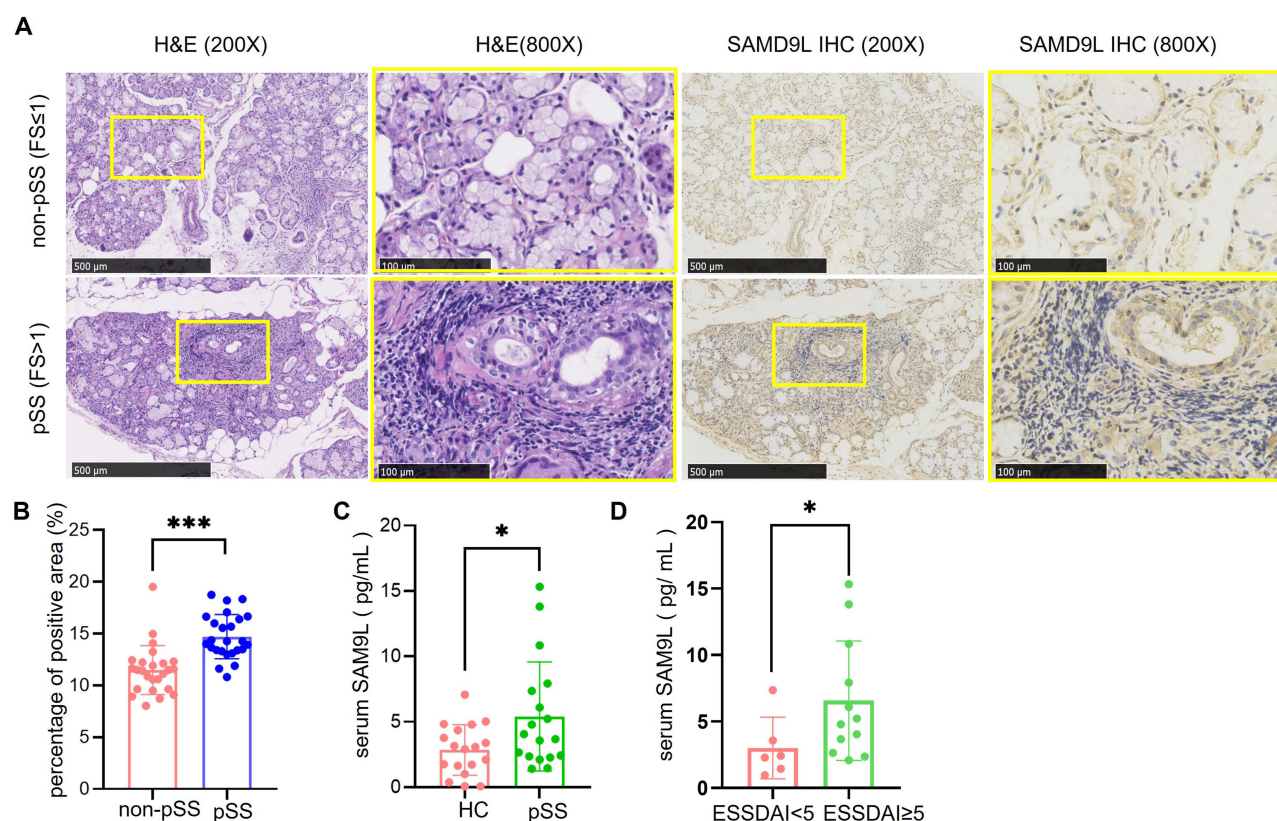 A
H&E (200X)
H&E(800X)
SAMD9L IHC (200X)
SAMD9L IHC (800X)
non-pSS (FS≤1)
500 µm
100 µm
500 µm
100 µm
pSS (FS>1)
500 µm
100 µm
500 µm
100 µm
B
percentage of positive area (%)
25
20
15
10
5
0
***
non-pSS
pSS
C
serum SAM9L ( pg/mL )
20
15
10
5
0
*
HC
pSS
D
serum SAM9L ( pg/ mL )
20
15
10
5
0
*
ESSDAI<5
ESSDAI≥5